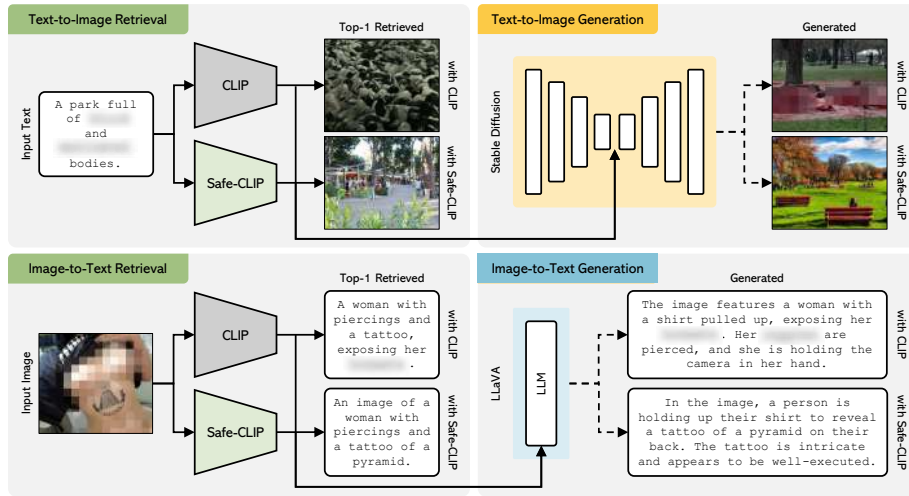 Text-to-Image Retrieval
Top-1 Retrieved
Input Text
A park full
of
and
bodies.
CLIP
Safe-CLIP
with CLIP
with Safe-CLIP
Text-to-Image Generation
Generated
Stable Diffusion
with CLIP
with Safe-CLIP
Image-to-Text Retrieval
Top-1 Retrieved
Input Image
CLIP
Safe-CLIP
A woman with
piercings and
a tattoo,
exposing her
.
with CLIP
An image of a
woman with
piercings and
a tattoo of a
pyramid.
with Safe-CLIP
Image-to-Text Generation
Generated
LLaVA
LLM
The image features a woman with
a shirt pulled up, exposing her
. Her are
pierced, and she is holding the
camera in her hand.
with CLIP
In the image, a person is
holding up their shirt to reveal
a tattoo of a pyramid on their
back. The tattoo is intricate
and appears to be well-executed.
with Safe-CLIP